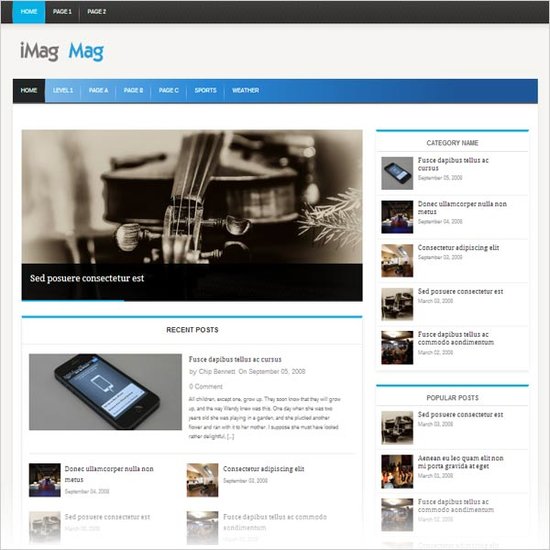 HOME PAGE 1 PAGE 2
iMag Mag
HOME LEVEL 1 PAGE A PAGE B PAGE C SPORTS WEATHER
Sed posuere consectetur est
RECENT POSTS
Fusce dapibus tellus ac cursus
by Chip Bennett On September 05, 2008
0 Comment
All children, except one, grow up. They soon know that they will grow
up, and the way Wendy knew was this. One day when she was two
years old she was playing in a garden, and she plucked another
flower and ran with it to her mother. I suppose she must have looked
rather delightful, [...]
Donec ullamcorper nulla non
metus
September 04, 2008
Consectetur adipiscing elit
September 03, 2008
Sed posuere consectetur est
March 03, 2008
Fusce dapibus tellus ac commodo
aondimentum
March 02, 2008
CATEGORY NAME
Fusce dapibus tellus ac
cursus
September 05, 2008
Donec ullamcorper nulla non
metus
September 04, 2008
Consectetur adipiscing elit
September 03, 2008
Sed posuere consectetur est
March 03, 2008
Fusce dapibus tellus ac
commodo aondimentum
March 02, 2008
POPULAR POSTS
Sed posuere consectetur est
March 03, 2008
Aenean eu leo quam elit non
mi porta gravida at eget
March 01, 2008
Fusce dapibus tellus ac
commodo aondimentum
March 02, 2008